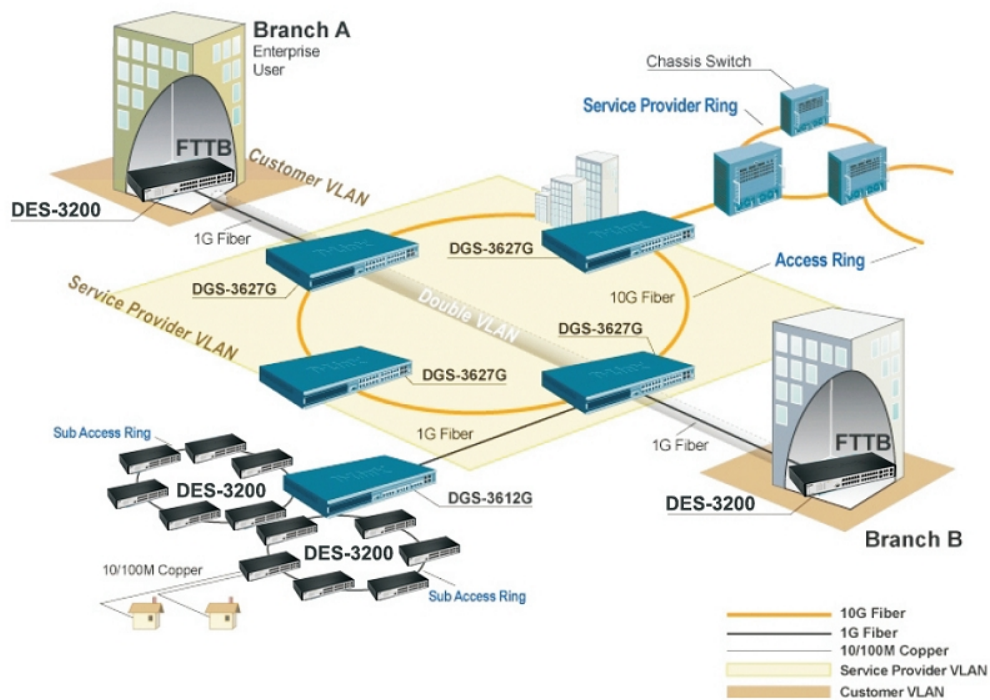 Branch A
Enterprise
User
FTTB
DES-3200
Customer VLAN
1G Fiber
Chassis Switch
Service Provider Ring
DGS-3627G
Access Ring
10G Fiber
D-Link
DGS-3627G
Service Provider VLAN
Double VLAN
DGS-3627G
DGS-3627G
1G Fiber
1G Fiber
FTTB
DES-3200
Branch B
Sub Access Ring
DES-3200
D-Link
DGS-3612G
DES-3200
10/100M Copper
Sub Access Ring
10G Fiber
1G Fiber
10/100M Copper
Service Provider VLAN
Customer VLAN